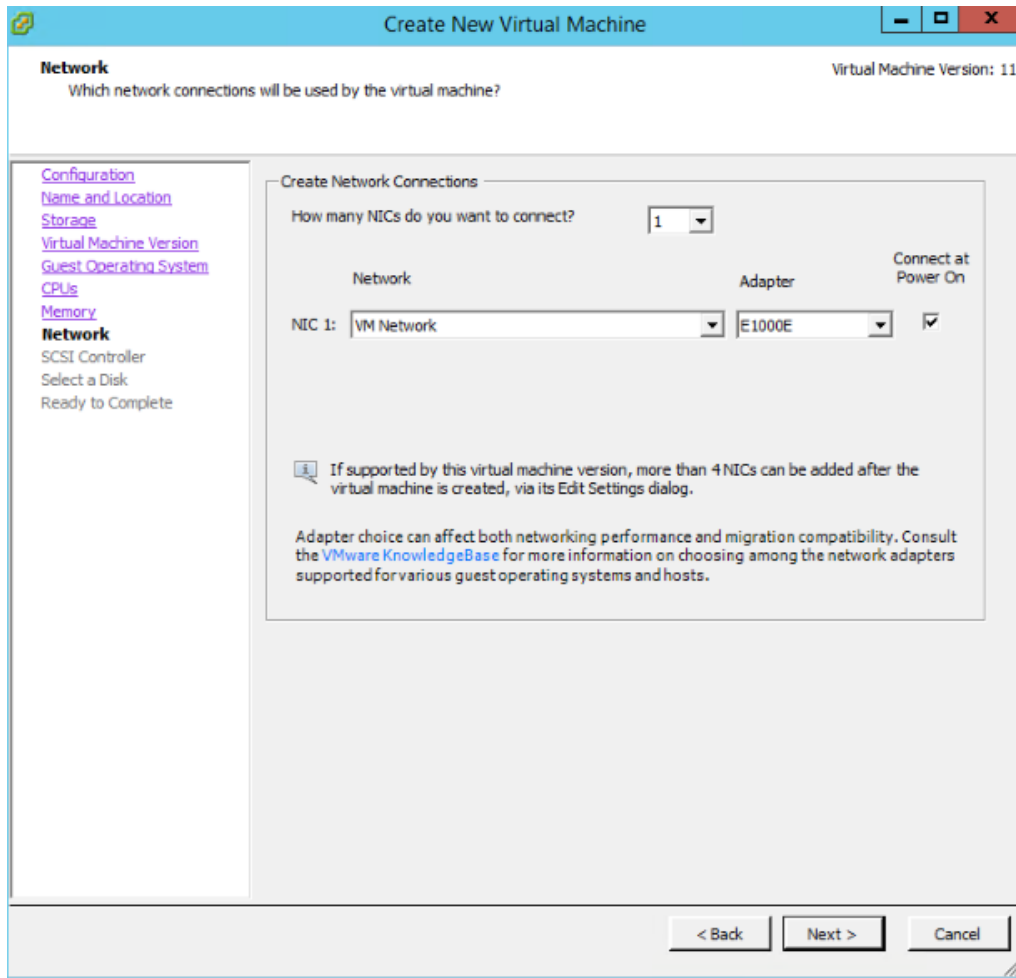 Create New Virtual Machine
Network
Virtual Machine Version: 11
Which network connections will be used by the virtual machine?
Configuration
Name and Location
Storage
Virtual Machine Version
Guest Operating System
CPUs
Memory
Network
SCSI Controller
Select a Disk
Ready to Complete
Create Network Connections
How many NICs do you want to connect? 1
Network Adapter Connect at
Power On
NIC 1: VM Network E1000E
If supported by this virtual machine version, more than 4 NICs can be added after the
virtual machine is created, via its Edit Settings dialog.
Adapter choice can affect both networking performance and migration compatibility. Consult
the VMware KnowledgeBase for more information on choosing among the network adapters
supported for various guest operating systems and hosts.
< Back Next > Cancel